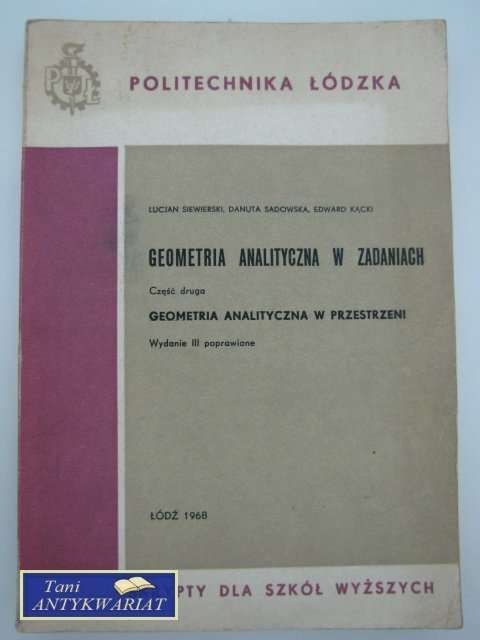 POLITECHNIKA ŁÓDZKA
LUCJAN SIEWIERSKI, DANUTA SADOWSKA, EDWARD KĄCKI
GEOMETRIA ANALITYCZNA W ZADANIACH
Część druga
GEOMETRIA ANALITYCZNA W PRZESTRZENI
Wydanie III poprawione
ŁÓDŹ 1968
YPTY DLA SZKÓŁ WYŻSZYCH
Tani
ANTYKWARIAT